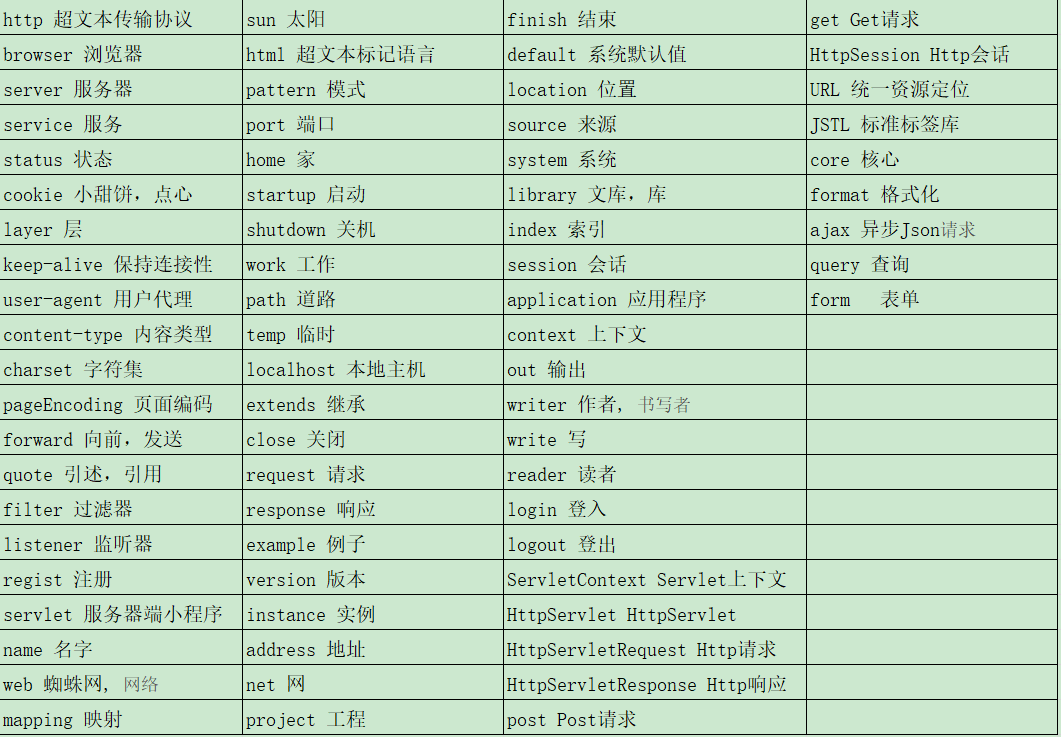 http 超文本传输协议 sun 太阳 finish 结束 get Get请求
browser 浏览器 html 超文本标记语言 default 系统默认值 HttpSession Http会话
server 服务器 pattern 模式 location 位置 URL 统一资源定位
service 服务 port 端口 source 来源 JSTL 标准标签库
status 状态 home 家 system 系统 core 核心
cookie 小甜饼，点心 startup 启动 library 文库，库 format 格式化
layer 层 shutdown 关机 index 索引 ajax 异步Json请求
keep-alive 保持连接性 work 工作 session 会话 query 查询
user-agent 用户代理 path 道路 application 应用程序 form 表单
content-type 内容类型 temp 临时 context 上下文
charset 字符集 localhost 本地主机 out 输出
pageEncoding 页面编码 extends 继承 writer 作者, 书写者
forward 向前，发送 close 关闭 write 写
quote 引述，引用 request 请求 reader 读者
filter 过滤器 response 响应 login 登入
listener 监听器 example 例子 logout 登出
regist 注册 version 版本 ServletContext Servlet上下文
servlet 服务器端小程序 instance 实例 HttpServlet HttpServlet
name 名字 address 地址 HttpServletRequest Http请求
web 蜘蛛网, 网络 net 网 HttpServletResponse Http响应
mapping 映射 project 工程 post Post请求